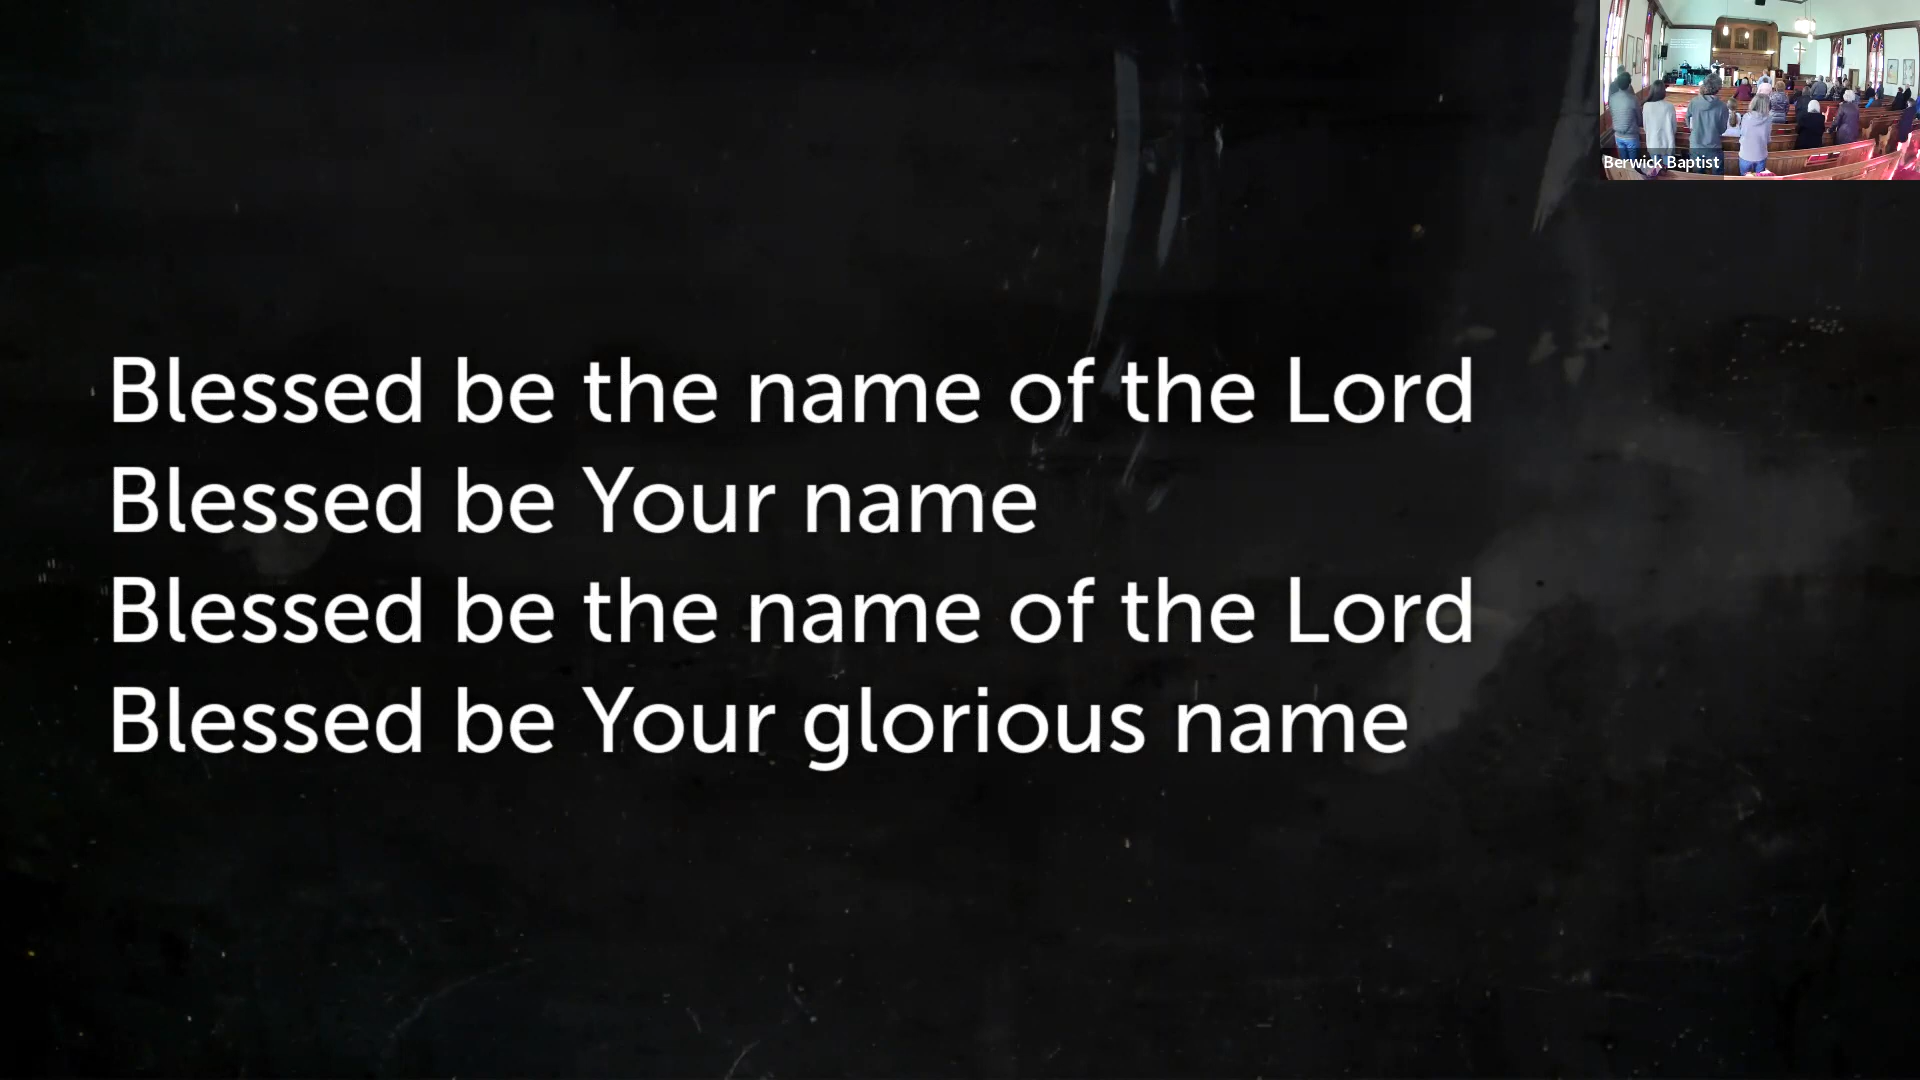 Berwick Baptist
Blessed be the name of the Lord
Blessed be Your name
Blessed be the name of the Lord
Blessed be Your glorious name